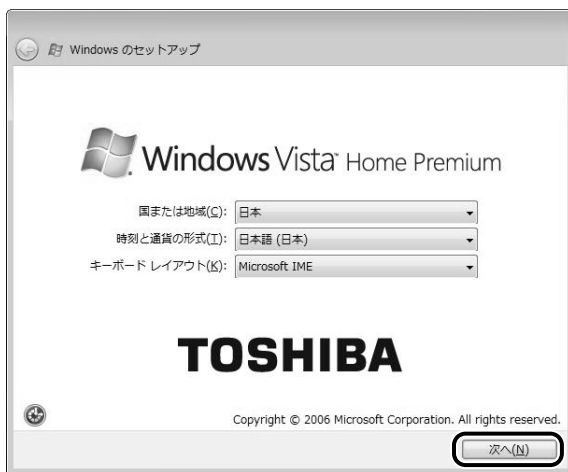 Windows のセットアップ
Windows Vista™ Home Premium
国または地域(C): 日本
時刻と通貨の形式(T): 日本語 (日本)
キーボード レイアウト(K): Microsoft IME
TOSHIBA
Copyright © 2006 Microsoft Corporation. All rights reserved.
次へ(N)